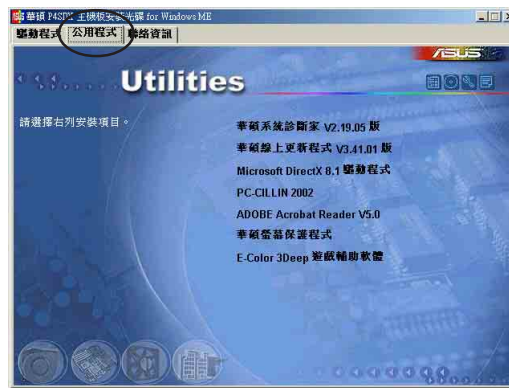 華碩 P4SDX 主機板安裝光碟 for Windows ME
驅動程式 公用程式 聯絡資訊
ASUS
Utilities
請選擇右列安裝項目。
華碩系統診斷家 V2.19.05 版
華碩線上更新程式 V3.41.01 版
Microsoft DirectX 8.1 驅動程式
PC-CILLIN 2002
ADOBE Acrobat Reader V5.0
華碩螢幕保護程式
E-Color 3Deep 遊戲輔助軟體